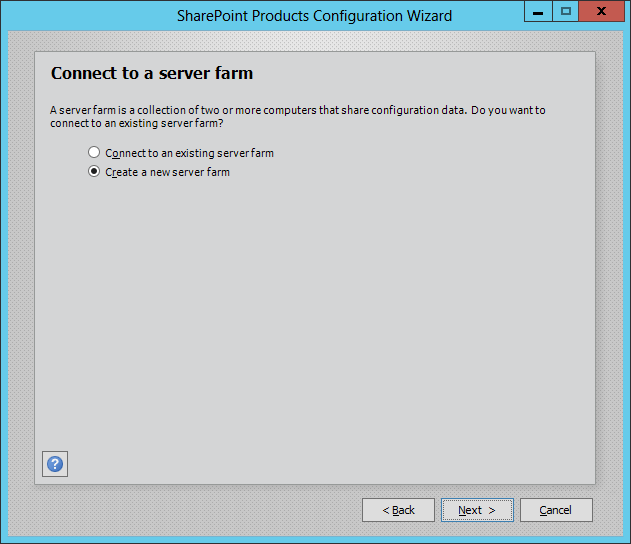 SharePoint Products Configuration Wizard
X
Connect to a server farm
A server farm is a collection of two or more computers that share configuration data. Do you want to
connect to an existing server farm?
Connect to an existing server farm
Create a new server farm
?
< Back
Next >
Cancel